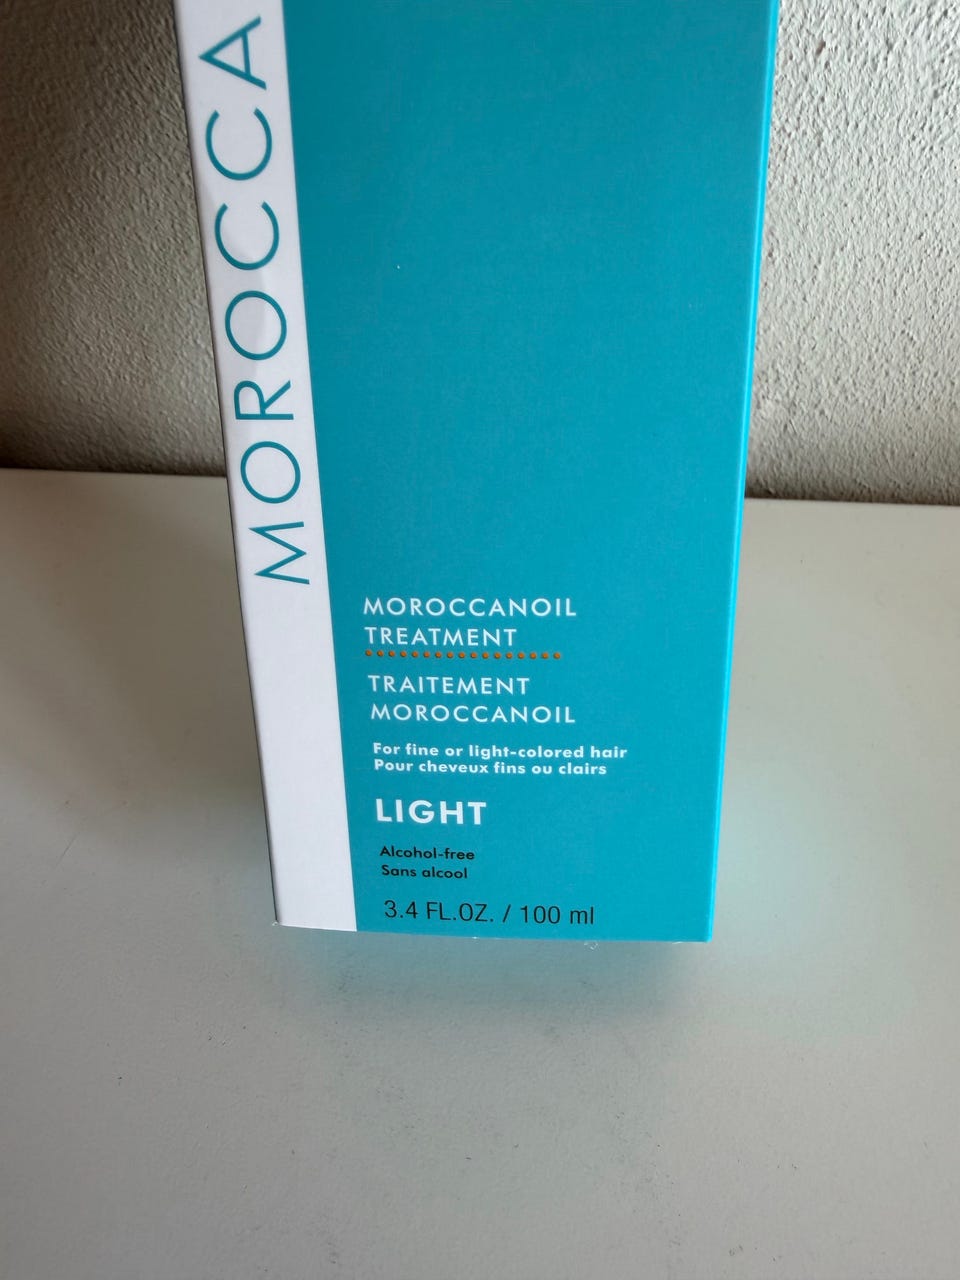 MOROCCA
MOROCCANOIL
TREATMENT
TRAITEMENT
MOROCCANOIL
For fine or light-colored hair
Pour cheveux fins ou clairs
LIGHT
Alcohol-free
Sans alcool
3.4 FL.OZ. / 100 ml